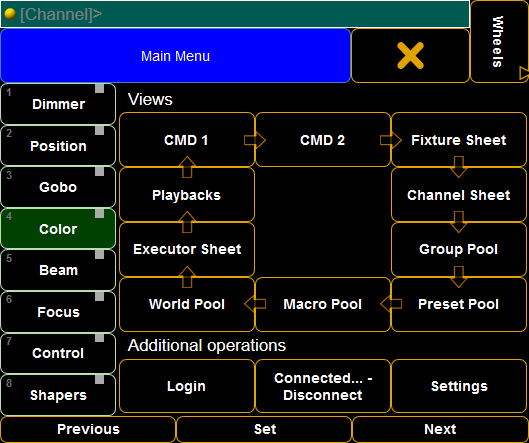 [Channel]>
Wheels
Main Menu
Views
1 Dimmer
2 Position
3 Gobo
4 Color
5 Beam
6 Focus
7 Control
8 Shapers
CMD 1
CMD 2
Fixture Sheet
Playbacks
Channel Sheet
Executor Sheet
Group Pool
World Pool
Macro Pool
Preset Pool
Additional operations
Login
Connected... -
Disconnect
Settings
Previous
Set
Next